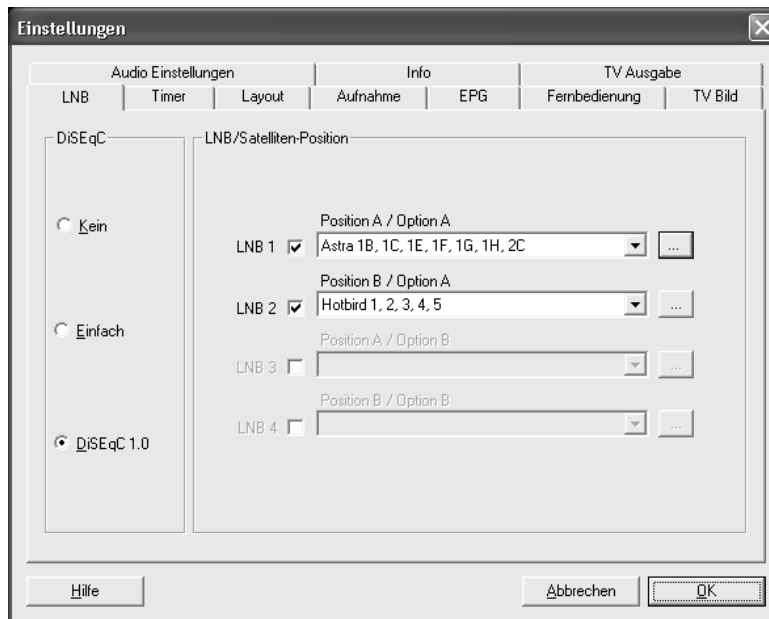 Einstellungen
Audio Einstellungen Info TV Ausgabe
LNB Timer Layout Aufnahme EPG Fernbedienung TV Bild
DiSEqC
LNB/Satelliten-Position
Kein
Einfach
DiSEqC 1.0
Position A / Option A
LNB 1 Astra 1B, 1C, 1E, 1F, 1G, 1H, 2C ...
Position B / Option A
LNB 2 Hotbird 1, 2, 3, 4, 5 ...
Position A / Option B
LNB 3 ...
Position B / Option B
LNB 4 ...
Hilfe Abbrechen OK